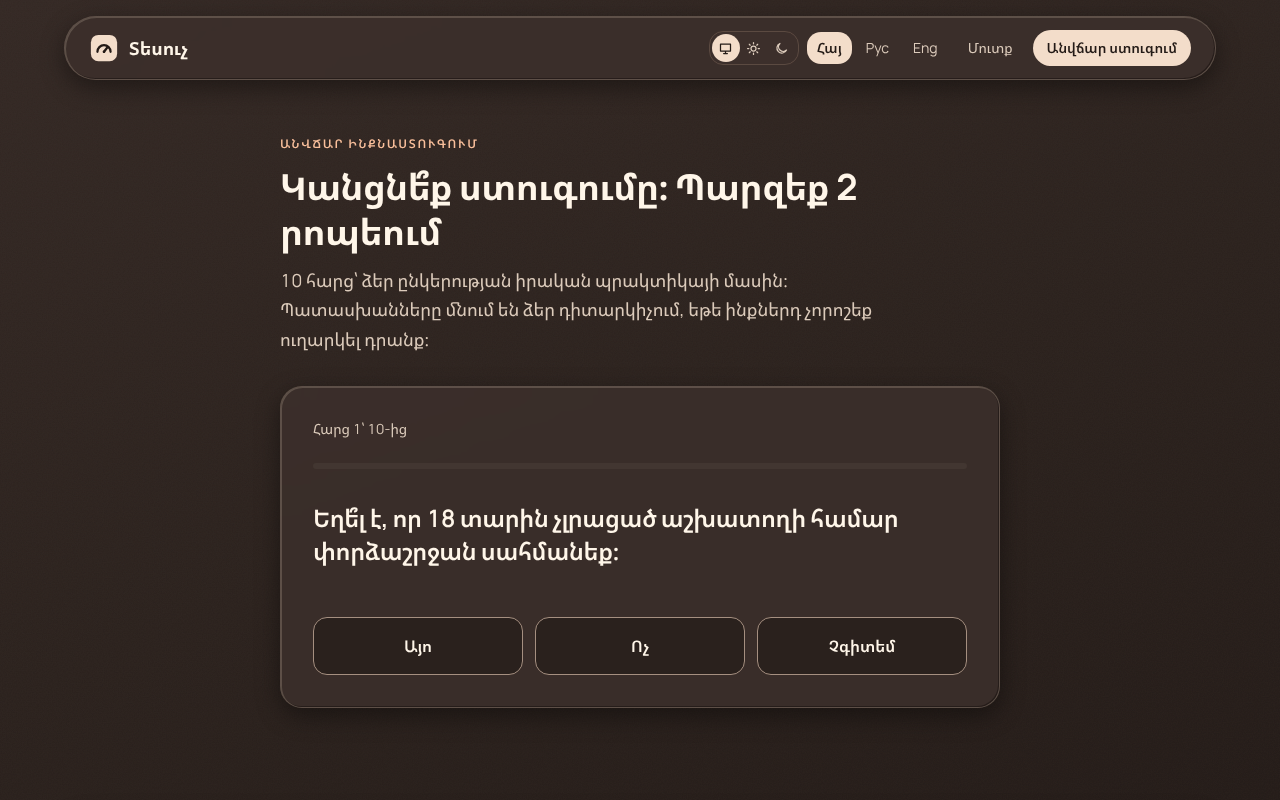 Տեսուչ
Հայ
Рус
Eng
Մուտք
Անվճար ստուգում
ԱՆՎՃԱՐ ԻՆՔՆԱՍՏՈՒԳՈՒՄ
Կանցնե՞ք ստուգումը։ Պարզեք 2
րոպեում
10 հարց՝ ձեր ընկերության իրական պրակտիկայի մասին։
Պատասխանները մնում են ձեր դիտարկիչում, եթե ինքներդ չորոշեք
ուղարկել դրանք։
Հարց 1՝ 10-ից
Եղե՞լ է, որ 18 տարին չլրացած աշխատողի համար
փորձաշրջան սահմանեք։
Այո
Ոչ
Չգիտեմ